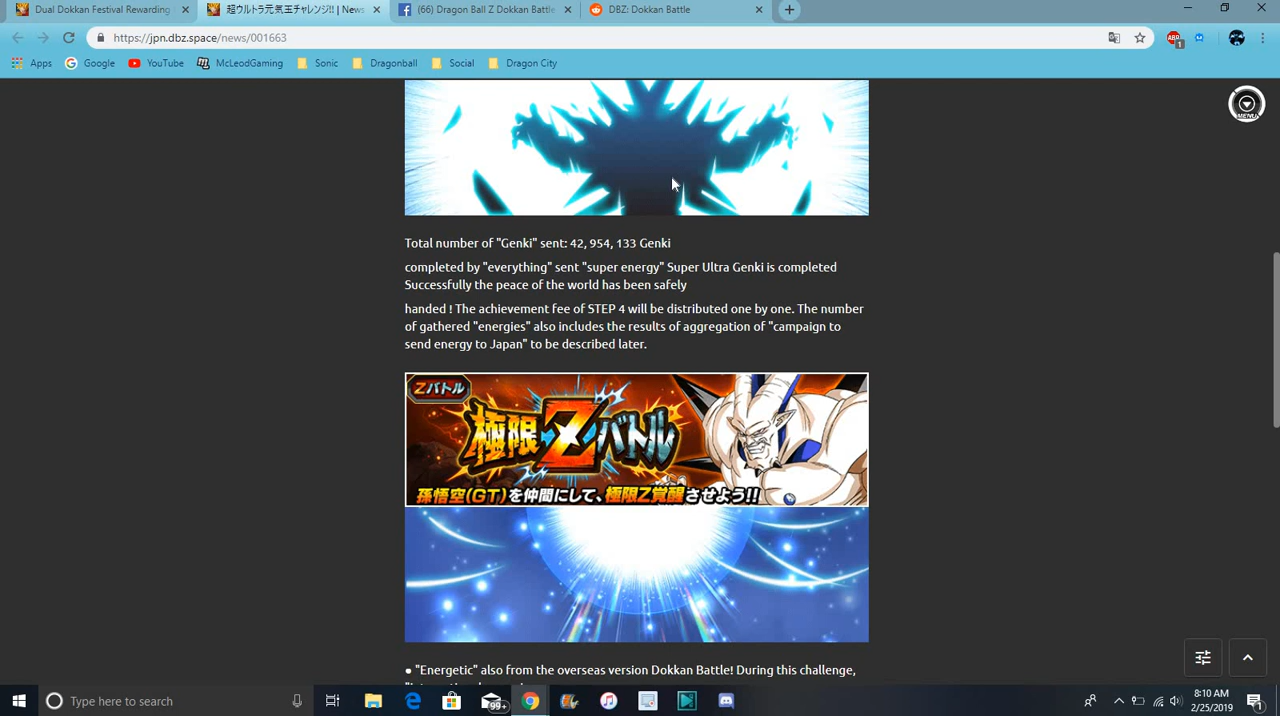 Dual Dokkan Festival Rewarding
超ウルトラ元気玉チャレンジ!! | News
(66) Dragon Ball Z Dokkan Battle
DBZ: Dokkan Battle
https://jpn.dbz.space/news/001663
ABP
1
Apps
Google
YouTube
McLeodGaming
Sonic
Dragonball
Social
Dragon City
MENU
Total number of "Genki" sent: 42, 954, 133 Genki
completed by "everything" sent "super energy" Super Ultra Genki is completed
Successfully the peace of the world has been safely
handed ! The achievement fee of STEP 4 will be distributed one by one. The number
of gathered "energies" also includes the results of aggregation of "campaign to
send energy to Japan" to be described later.
Zバトル
極限Zバトル
孫悟空(GT)を仲間にして、極限Z覚醒させよう!!
● "Energetic" also from the overseas version Dokkan Battle! During this challenge,
Type here to search
99+
8:10 AM
2/25/2019
1